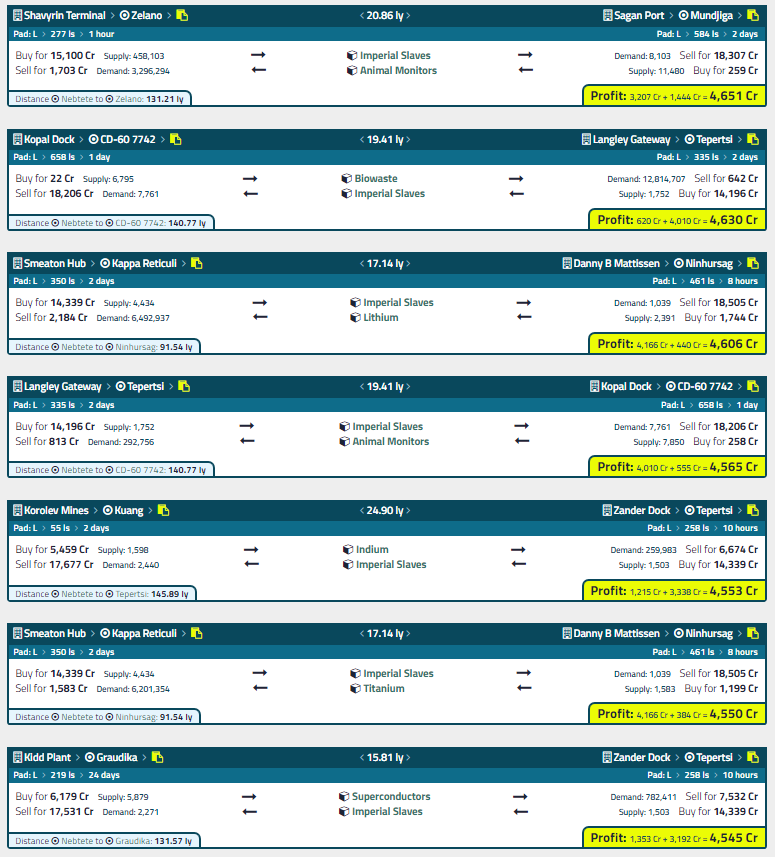 Shavyrin Terminal > Zelano > < 20.86 ly > Sagan Port > Mundjiga >
Pad: L > 277 ls > 1 hour Pad: L > 584 ls > 2 days
Buy for 15,100 Cr Supply: 458,103 Imperial Slaves Demand: 8,103 Sell for 18,307 Cr
Sell for 1,703 Cr Demand: 3,296,294 Animal Monitors Supply: 11,480 Buy for 259 Cr
Distance Nebtete to Zelano: 131.21 ly Profit: 3,207 Cr + 1,444 Cr = 4,651 Cr
Kopal Dock > CD-60 7742 > < 19.41 ly > Langley Gateway > Tepertsi >
Pad: L > 658 ls > 1 day Pad: L > 335 ls > 2 days
Buy for 22 Cr Supply: 6,795 Biowaste Demand: 12,814,707 Sell for 642 Cr
Sell for 18,206 Cr Demand: 7,761 Imperial Slaves Supply: 1,752 Buy for 14,196 Cr
Distance Nebtete to CD-60 7742: 140.77 ly Profit: 620 Cr + 4,010 Cr = 4,630 Cr
Smeaton Hub > Kappa Reticuli > < 17.14 ly > Danny B Mattissen > Ninhursag >
Pad: L > 350 ls > 2 days Pad: L > 461 ls > 8 hours
Buy for 14,339 Cr Supply: 4,434 Imperial Slaves Demand: 1,039 Sell for 18,505 Cr
Sell for 2,184 Cr Demand: 6,492,937 Lithium Supply: 2,391 Buy for 1,744 Cr
Distance Nebtete to Ninhursag: 91.54 ly Profit: 4,166 Cr + 440 Cr = 4,606 Cr
Langley Gateway > Tepertsi > < 19.41 ly > Kopal Dock > CD-60 7742 >
Pad: L > 335 ls > 2 days Pad: L > 658 ls > 1 day
Buy for 14,196 Cr Supply: 1,752 Imperial Slaves Demand: 7,761 Sell for 18,206 Cr
Sell for 813 Cr Demand: 292,756 Animal Monitors Supply: 7,850 Buy for 258 Cr
Distance Nebtete to CD-60 7742: 140.77 ly Profit: 4,010 Cr + 555 Cr = 4,565 Cr
Korolev Mines > Kuang > < 24.90 ly > Zander Dock > Tepertsi >
Pad: L > 55 ls > 2 days Pad: L > 258 ls > 10 hours
Buy for 5,459 Cr Supply: 1,598 Indium Demand: 259,983 Sell for 6,674 Cr
Sell for 17,677 Cr Demand: 2,440 Imperial Slaves Supply: 1,503 Buy for 14,339 Cr
Distance Nebtete to Tepertsi: 145.89 ly Profit: 1,215 Cr + 3,338 Cr = 4,553 Cr
Smeaton Hub > Kappa Reticuli > < 17.14 ly > Danny B Mattissen > Ninhursag >
Pad: L > 350 ls > 2 days Pad: L > 461 ls > 8 hours
Buy for 14,339 Cr Supply: 4,434 Imperial Slaves Demand: 1,039 Sell for 18,505 Cr
Sell for 1,583 Cr Demand: 6,201,354 Titanium Supply: 1,583 Buy for 1,199 Cr
Distance Nebtete to Ninhursag: 91.54 ly Profit: 4,166 Cr + 384 Cr = 4,550 Cr
Kidd Plant > Graudika > < 15.81 ly > Zander Dock > Tepertsi >
Pad: L > 219 ls > 24 days Pad: L > 258 ls > 10 hours
Buy for 6,179 Cr Supply: 5,879 Superconductors Demand: 782,411 Sell for 7,532 Cr
Sell for 17,531 Cr Demand: 2,271 Imperial Slaves Supply: 1,503 Buy for 14,339 Cr
Distance Nebtete to Graudika: 131.57 ly Profit: 1,353 Cr + 3,192 Cr = 4,545 Cr